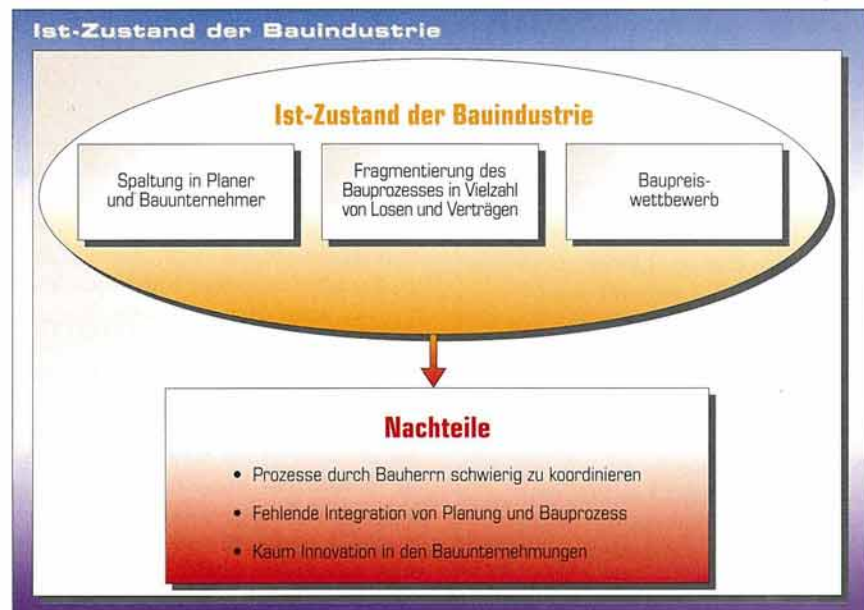 Ist-Zustand der Bauindustrie
Ist-Zustand der Bauindustrie
Spaltung in Planer
und Bauunternehmer
Fragmentierung des
Bauprozesses in Vielzahl
von Losen und Verträgen
Baupreis-
wettbewerb
Nachteile
• Prozesse durch Bauherrn schwierig zu koordinieren
• Fehlende Integration von Planung und Bauprozess
• Kaum Innovation in den Bauunternehmungen